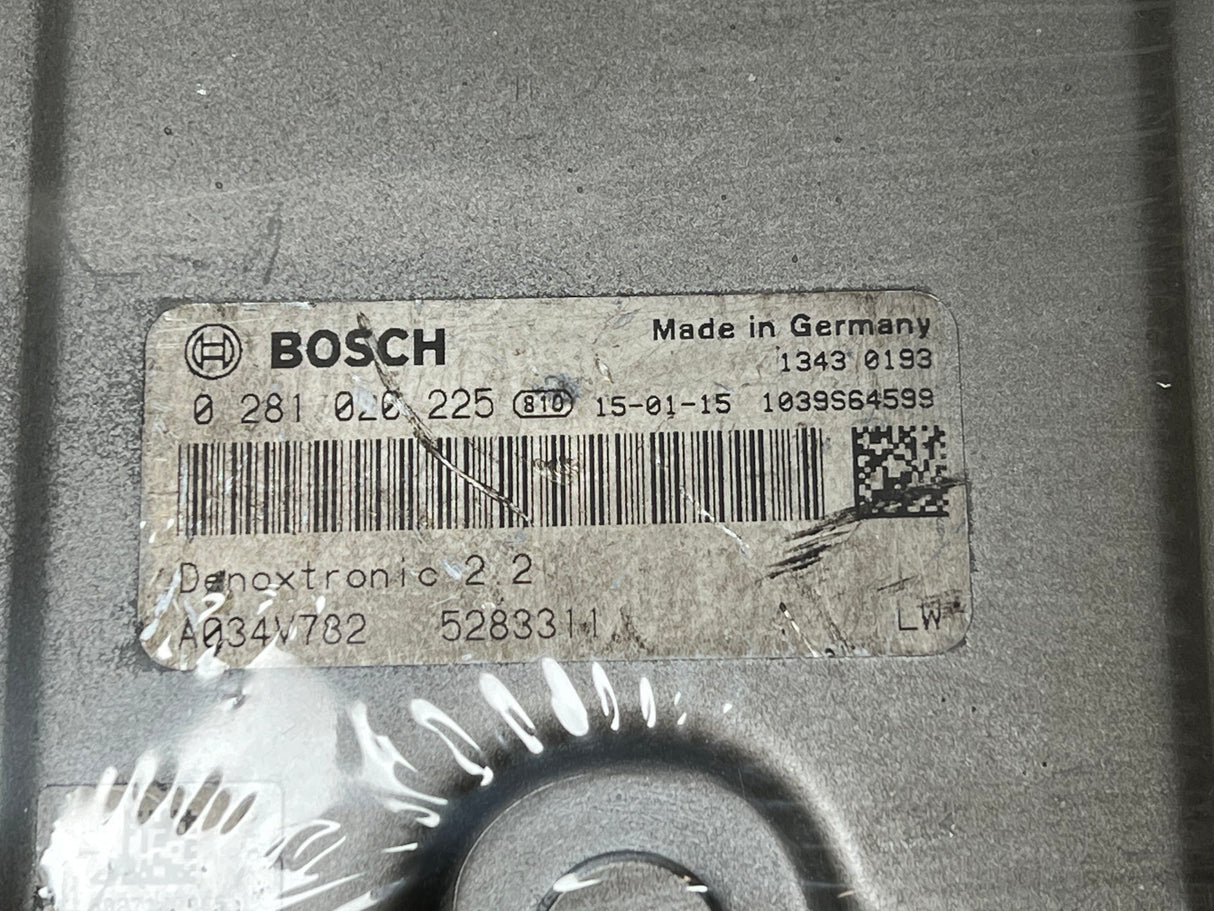 BOSCH
Made in Germany
1343 0193
0 281 020 225 810 15-01-15 1039S64599
Denoxtronic 2.2
A034V782 5283311
LW